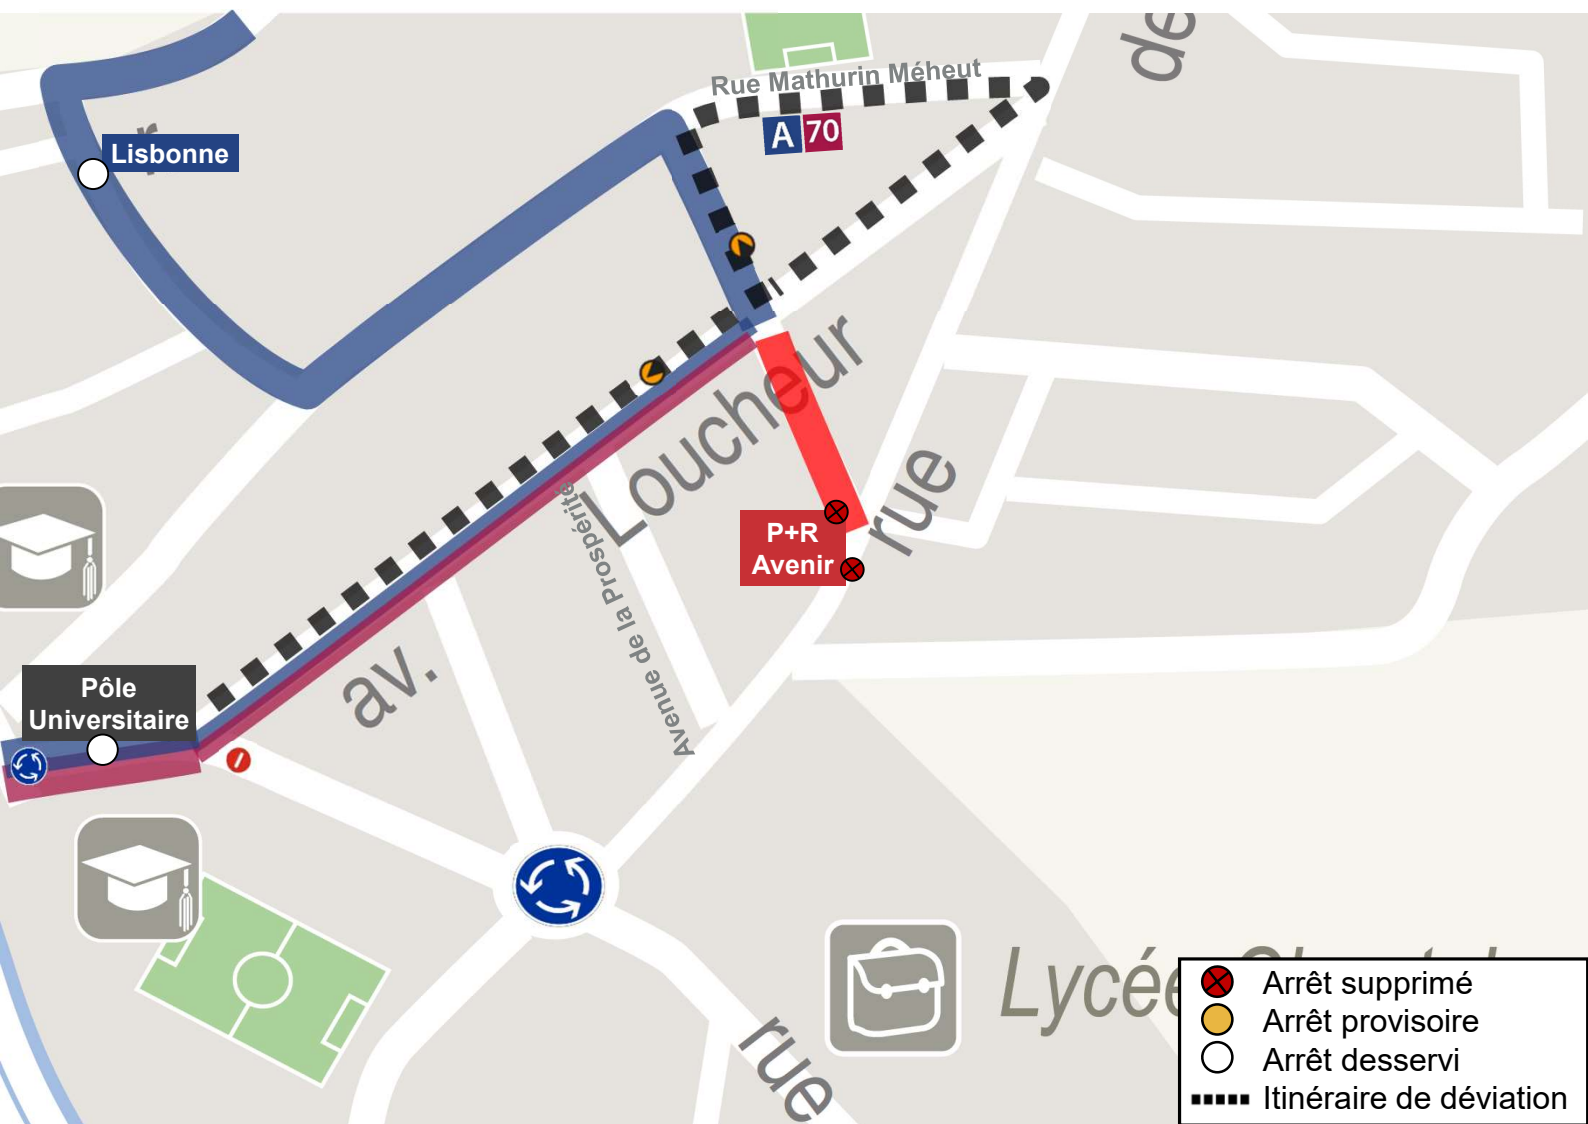 de
Rue Mathurin Méheut
A 70
r
Lisbonne
Loucheur
rue
P+R
Avenir
Avenue de la Prospérité
av.
Pôle
Universitaire
Lycée
rue
Arrêt supprimé
Arrêt provisoire
Arrêt desservi
Itinéraire de déviation